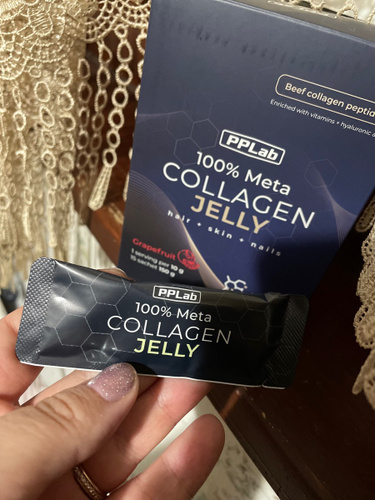 Beef collagen peptid
Enriched with vitamins + hyaluronic a
PPLab
100% Meta
COLLAGEN
JELLY
hair + skin + nails
Grapefruit
1 serving per 10 g
15 sachet 150 g
PPLab
100% Meta
COLLAGEN
JELLY